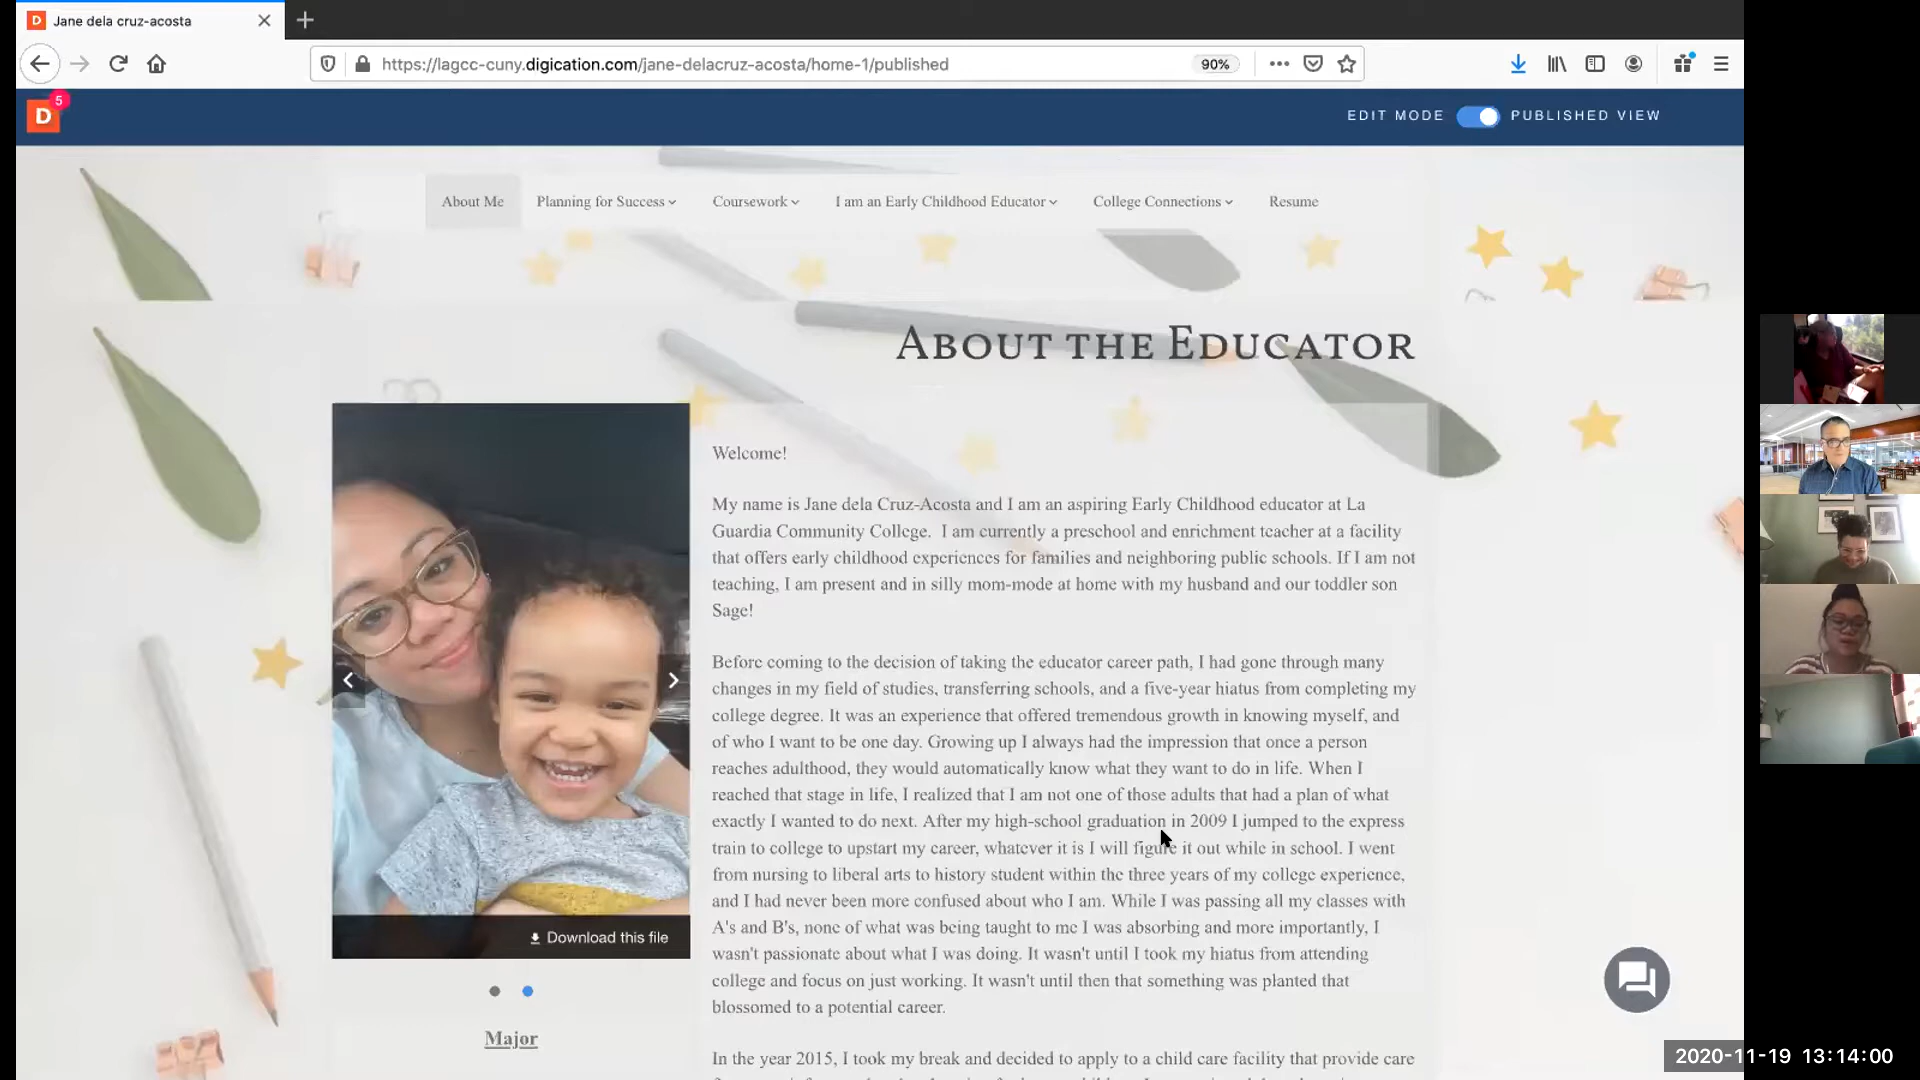 Jane dela cruz-acosta
https://lagcc-cuny.digication.com/jane-delacruz-acosta/home-1/published
90%
D
5
EDIT MODE
PUBLISHED VIEW
About Me
Planning for Success
Coursework
I am an Early Childhood Educator
College Connections
Resume
About the Educator
Welcome!
My name is Jane dela Cruz-Acosta and I am an aspiring Early Childhood educator at La
Guardia Community College.  I am currently a preschool and enrichment teacher at a facility
that offers early childhood experiences for families and neighboring public schools. If I am not
teaching, I am present and in silly mom-mode at home with my husband and our toddler son
Sage!
Before coming to the decision of taking the educator career path, I had gone through many
changes in my field of studies, transferring schools, and a five-year hiatus from completing my
college degree. It was an experience that offered tremendous growth in knowing myself, and
of who I want to be one day. Growing up I always had the impression that once a person
reaches adulthood, they would automatically know what they want to do in life. When I
reached that stage in life, I realized that I am not one of those adults that had a plan of what
exactly I wanted to do next. After my high-school graduation in 2009 I jumped to the express
train to college to upstart my career, whatever it is I will figure it out while in school. I went
from nursing to liberal arts to history student within the three years of my college experience,
and I had never been more confused about who I am. While I was passing all my classes with
A's and B's, none of what was being taught to me I was absorbing and more importantly, I
wasn't passionate about what I was doing. It wasn't until I took my hiatus from attending
college and focus on just working. It wasn't until then that something was planted that
blossomed to a potential career.
In the year 2015, I took my break and decided to apply to a child care facility that provide care
Download this file
Major
2020-11-19 13:14:00